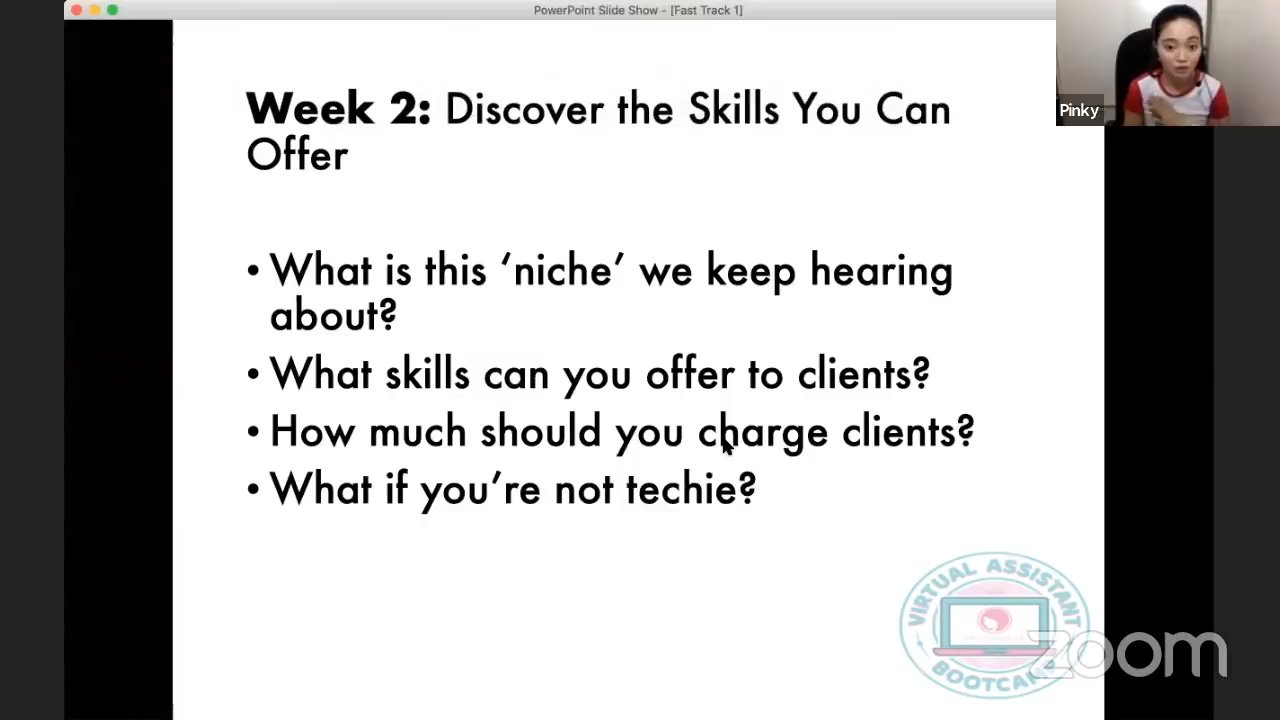 PowerPoint Slide Show - [Fast Track 1]
Pinky
Week 2: Discover the Skills You Can
Offer
• What is this ‘niche’ we keep hearing
about?
• What skills can you offer to clients?
• How much should you charge clients?
• What if you’re not techie?
VIRTUAL ASSISTANT
BOOTCAMP
zoom